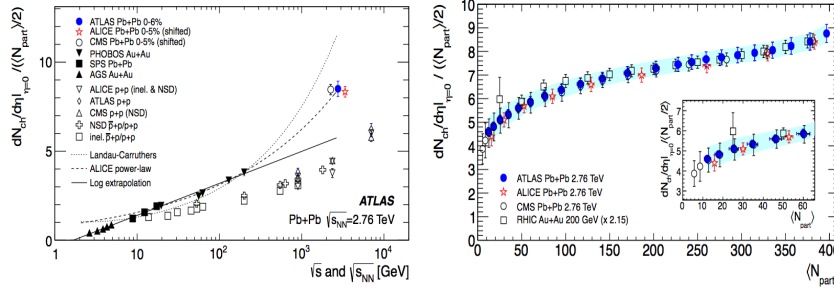 dN_ch/dη|η=0 / (⟨N_part⟩/2)
10
5
0
ATLAS Pb+Pb 0-6%
ALICE Pb+Pb 0-5% (shifted)
CMS Pb+Pb 0-5% (shifted)
PHOBOS Au+Au
SPS Pb+Pb
AGS Au+Au
ALICE p+p (inel. & NSD)
ATLAS p+p
CMS p+p (NSD)
NSD p̅+p/p+p
inel. p̅+p/p+p
Landau-Carruthers
ALICE power-law
Log extrapolation
ATLAS
Pb+Pb √s_NN=2.76 TeV
1 10 10² 10³ 10⁴
√s and √s_NN [GeV]
dN_ch/dη|η=0 / (⟨N_part⟩/2)
10
9
8
7
6
5
4
3
2
1
0
ATLAS Pb+Pb 2.76 TeV
ALICE Pb+Pb 2.76 TeV
CMS Pb+Pb 2.76 TeV
RHIC Au+Au 200 GeV (x 2.15)
dN_ch/dη|η=0 / (⟨N_part⟩/2)
7
6
5
4
3
0 10 20 30 40 50 60
⟨N_part⟩
0 50 100 150 200 250 300 350 400
⟨N_part